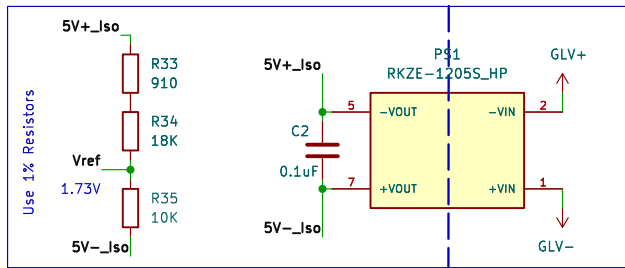 Use 1% Resistors
5V+_Iso
R33
910
R34
18K
Vref
1.73V
R35
10K
5V-_Iso
5V+_Iso
C2
0.1uF
5V-_Iso
PS1
RKZE-1205S_HP
5
-VOUT
-VIN
2
7
+VOUT
+VIN
1
GLV+
GLV-